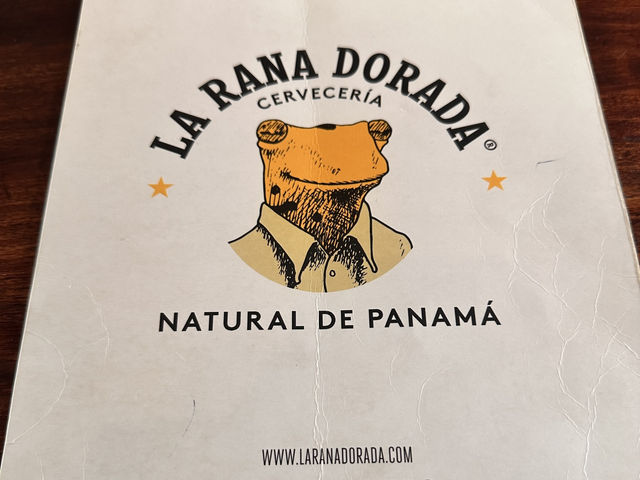 LA RANA DORADA®
CERVECERÍA
NATURAL DE PANAMÁ
WWW.LARANADORADA.COM